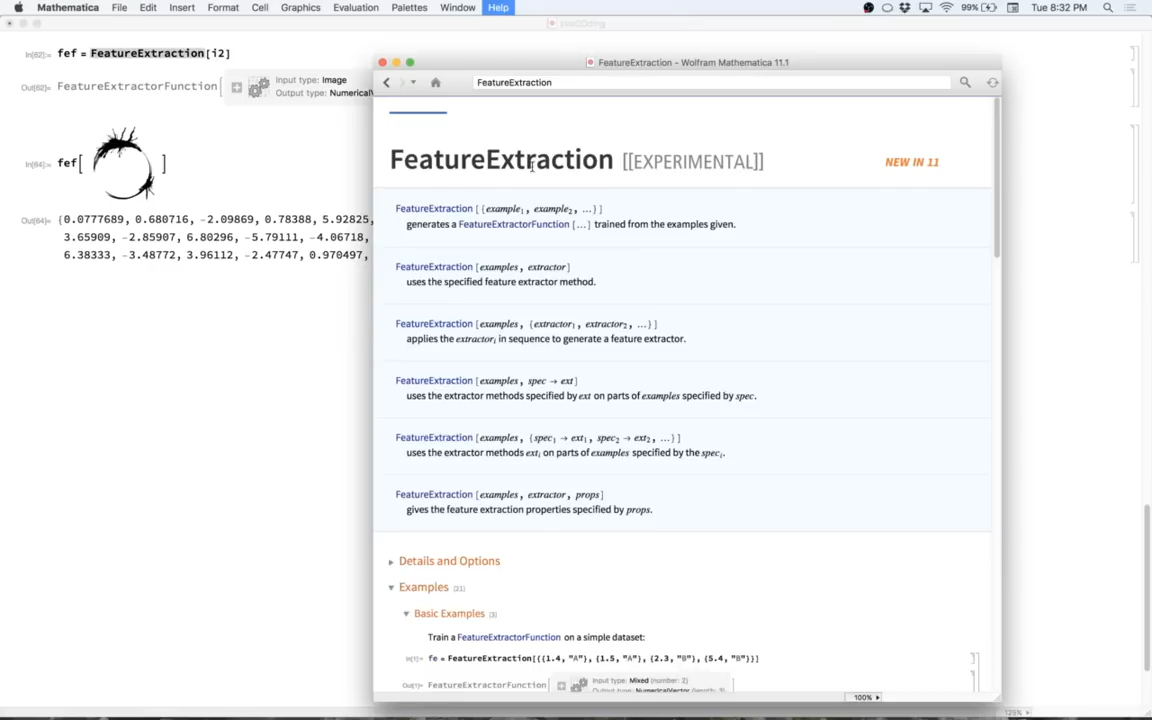 Mathematica File Edit Insert Format Cell Graphics Evaluation Palettes Window Help 99% Tue 8:32 PM
In[62]:= fef = FeatureExtraction[i2]
Out[62]= FeatureExtractorFunction[
Input type: Image
Output type: NumericalV
In[64]:= fef[ ]
Out[64]= {0.0777689, 0.680716, -2.09869, 0.78388, 5.92825,
3.65909, -2.85907, 6.80296, -5.79111, -4.06718,
6.38333, -3.48772, 3.96112, -2.47747, 0.970497,
FeatureExtraction - Wolfram Mathematica 11.1
FeatureExtraction
FeatureExtraction [[EXPERIMENTAL]] NEW IN 11
FeatureExtraction[{example1, example2, …}]
generates a FeatureExtractorFunction[…] trained from the examples given.
FeatureExtraction[examples, extractor]
uses the specified feature extractor method.
FeatureExtraction[examples, {extractor1, extractor2, …}]
applies the extractori in sequence to generate a feature extractor.
FeatureExtraction[examples, spec → ext]
uses the extractor methods specified by ext on parts of examples specified by spec.
FeatureExtraction[examples, {spec1 → ext1, spec2 → ext2, …}]
uses the extractor methods exti on parts of examples specified by the speci.
FeatureExtraction[examples, extractor, props]
gives the feature extraction properties specified by props.
Details and Options
Examples (21)
Basic Examples (3)
Train a FeatureExtractorFunction on a simple dataset:
In[1]:= fe = FeatureExtraction[{{1.4, "A"}, {1.5, "A"}, {2.3, "B"}, {5.4, "B"}}]
Out[1]= FeatureExtractorFunction[
Input type: Mixed (number: 2)
Output type: NumericalVector (length: 3)
100%
125%